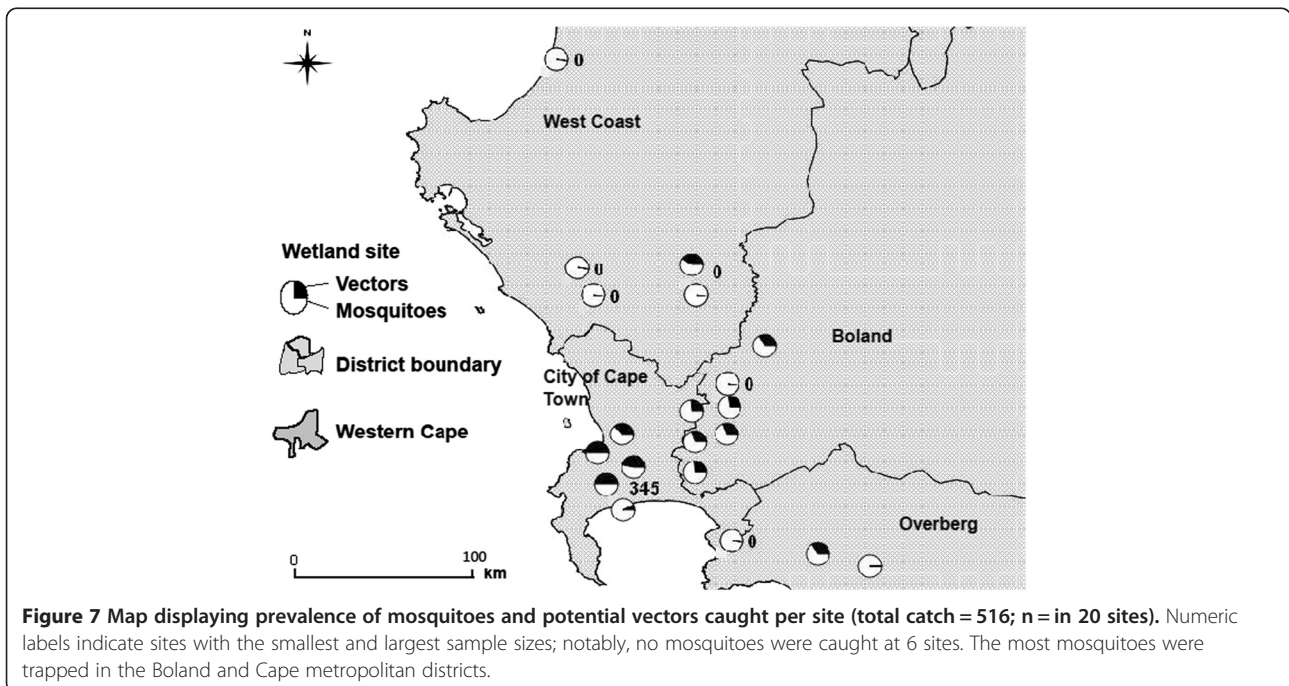 N
0
West Coast
Wetland site
Vectors
Mosquitoes
0
0
0
District boundary
Boland
City of Cape
Town
0
Western Cape
345
Overberg
0
0
100
km
Figure 7 Map displaying prevalence of mosquitoes and potential vectors caught per site (total catch = 516; n = in 20 sites). Numeric
labels indicate sites with the smallest and largest sample sizes; notably, no mosquitoes were caught at 6 sites. The most mosquitoes were
trapped in the Boland and Cape metropolitan districts.